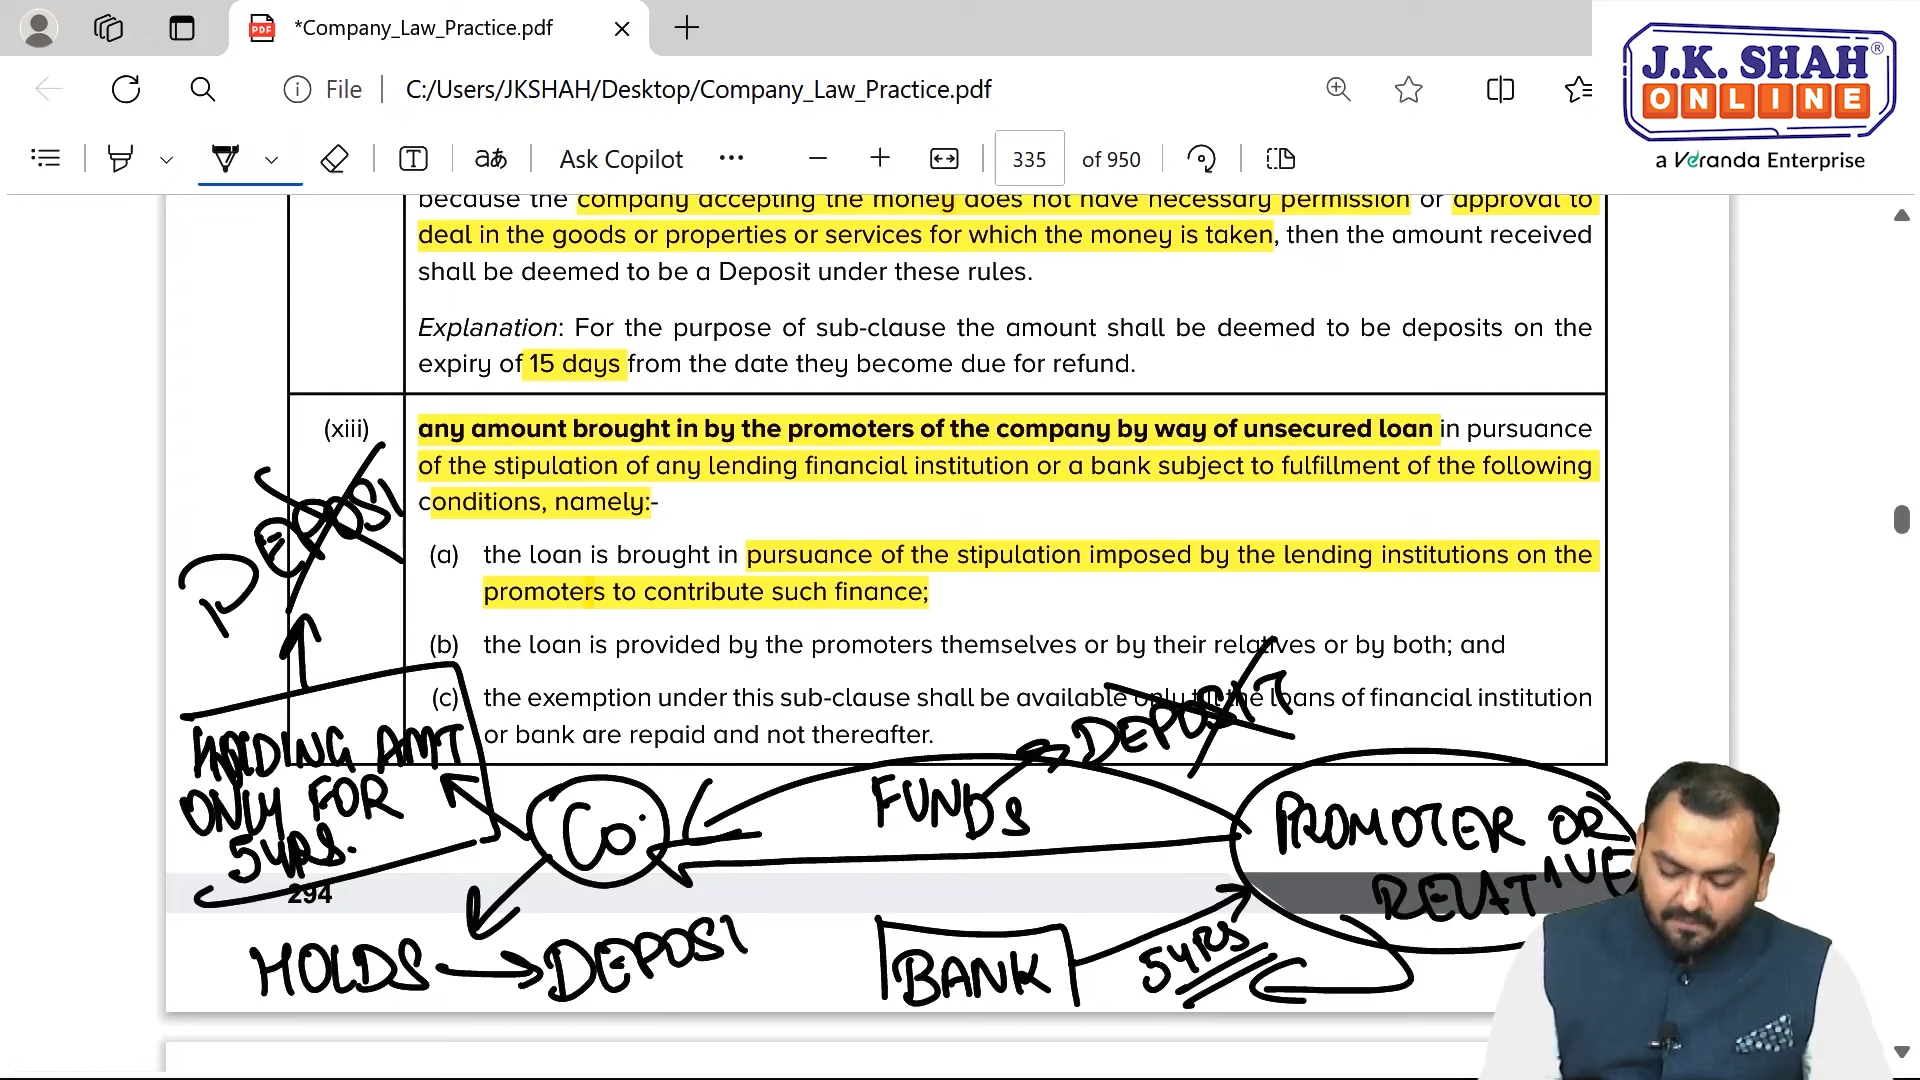 *Company_Law_Practice.pdf
File
C:/Users/JKSHAH/Desktop/Company_Law_Practice.pdf
J.K. SHAH®
ONLINE
a Veranda Enterprise
Ask Copilot
335 of 950
because the company accepting the money does not have necessary permission or approval to
deal in the goods or properties or services for which the money is taken, then the amount received
shall be deemed to be a Deposit under these rules.
Explanation: For the purpose of sub-clause the amount shall be deemed to be deposits on the
expiry of 15 days from the date they become due for refund.
(xiii) any amount brought in by the promoters of the company by way of unsecured loan in pursuance
of the stipulation of any lending financial institution or a bank subject to fulfillment of the following
conditions, namely:-
(a) the loan is brought in pursuance of the stipulation imposed by the lending institutions on the
promoters to contribute such finance;
(b) the loan is provided by the promoters themselves or by their relatives or by both; and
(c) the exemption under this sub-clause shall be available only till the loans of financial institution
or bank are repaid and not thereafter.
DEPOSI
HOLDING AMT
ONLY FOR
5 YRS.
Co.
FUNDS
DEPOSIT
PROMOTER OR
RELATIVE
294
HOLDS → DEPOSI
BANK
5 YRS